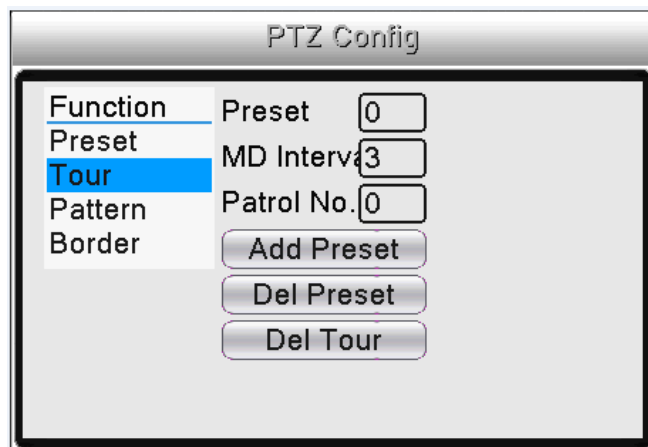 PTZ Config
Function
Preset
Tour
Pattern
Border
Preset 0
MD Interva 3
Patrol No. 0
Add Preset
Del Preset
Del Tour